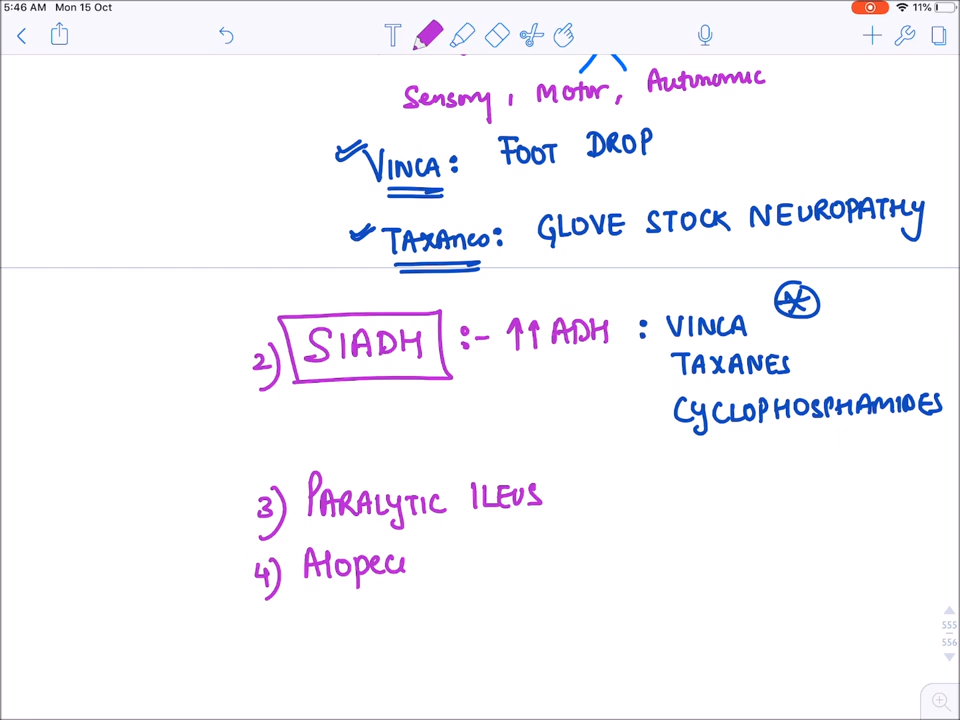 5:46 AM Mon 15 Oct 11%
T
Sensory, Motor, Autonomic
VINCA: FOOT DROP
TAXANES: GLOVE STOCK NEUROPATHY
2) SIADH :- ↑↑ ADH : VINCA
TAXANES
CYCLOPHOSPHAMIDES
3) PARALYTIC ILEUS
4) Alopeci
555
556